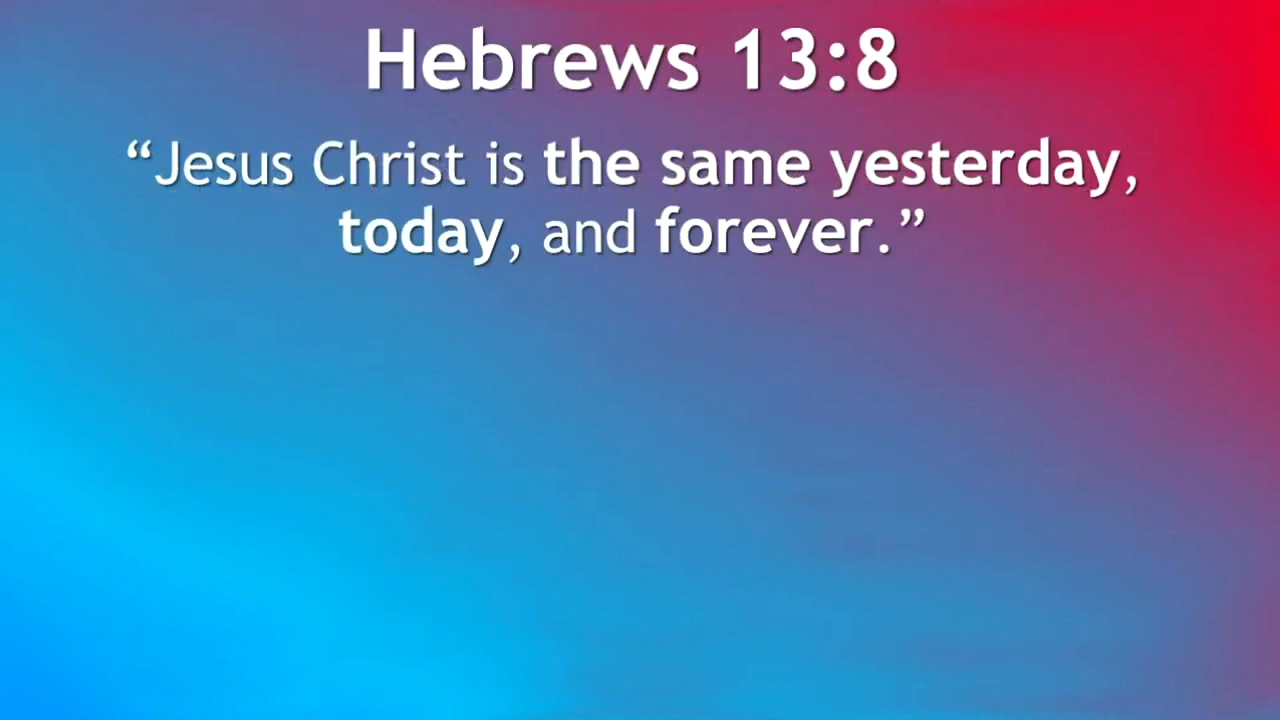 Hebrews 13:8
“Jesus Christ is the same yesterday,
today, and forever.”